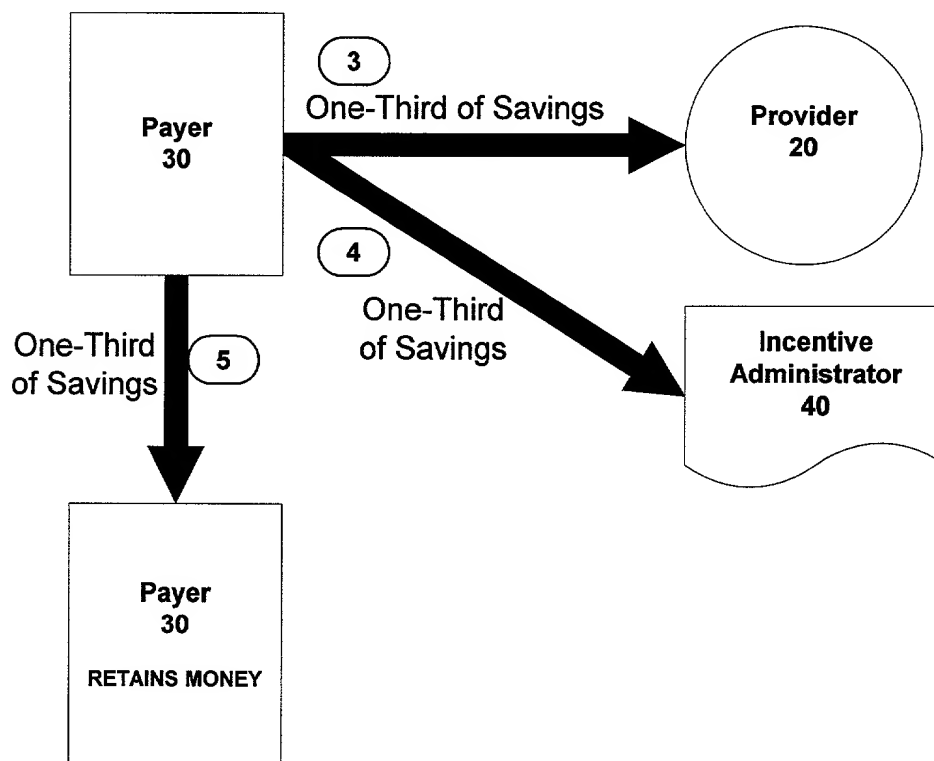 Payer
30
3
One-Third of Savings
Provider
20
4
One-Third
of Savings
Incentive
Administrator
40
One-Third
of Savings
5
Payer
30
RETAINS MONEY